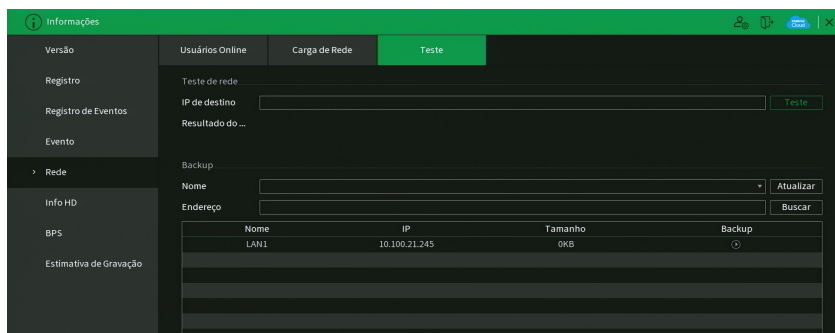 Informações
Cloud
Versão
Registro
Registro de Eventos
Evento
Rede
Info HD
BPS
Estimativa de Gravação
Usuários Online Carga de Rede Teste
Teste de rede
IP de destino Teste
Resultado do ...
Backup
Nome Atualizar
Endereço Buscar
Nome IP Tamanho Backup
LAN1 10.100.21.245 0KB